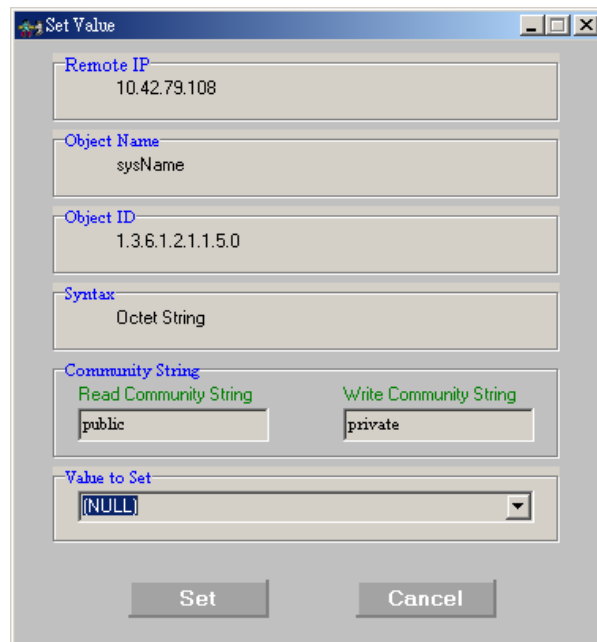 Set Value
Remote IP
10.42.79.108
Object Name
sysName
Object ID
1.3.6.1.2.1.1.5.0
Syntax
Octet String
Community String
Read Community String Write Community String
public private
Value to Set
(NULL)
Set Cancel